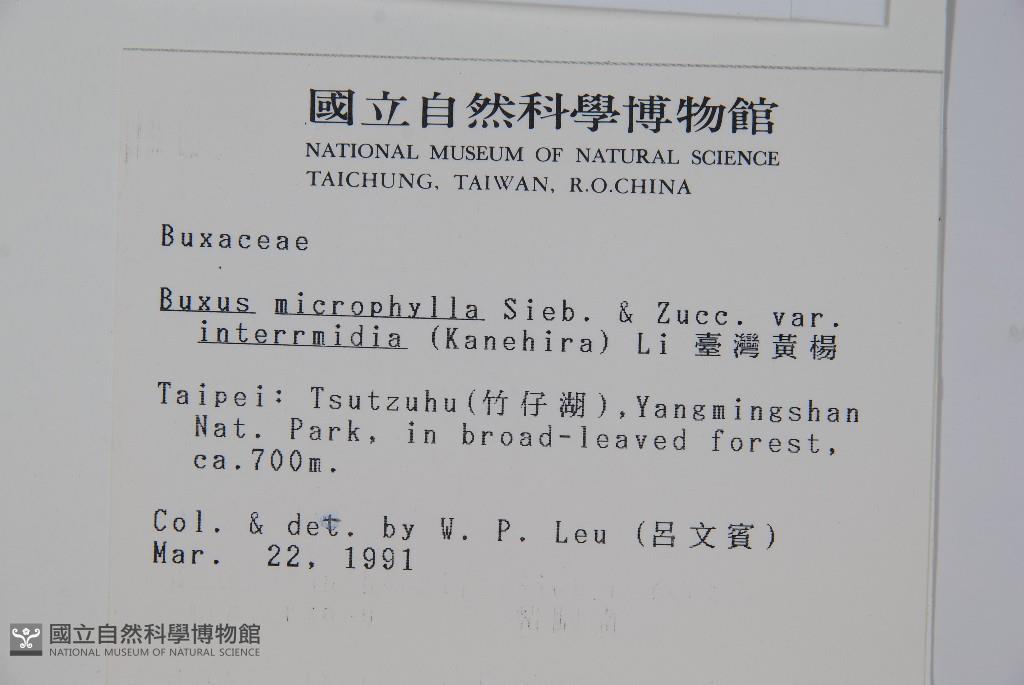 國立自然科學博物館
NATIONAL MUSEUM OF NATURAL SCIENCE
TAICHUNG, TAIWAN, R.O.CHINA
Buxaceae
Buxus microphylla Sieb. & Zucc. var.
interrmidia (Kanehira) Li 臺灣黃楊
Taipei: Tsutzuhu(竹仔湖),Yangmingshan
Nat. Park, in broad-leaved forest,
ca.700m.
Col. & det. by W. P. Leu (呂文賓)
Mar. 22, 1991
國立自然科學博物館
NATIONAL MUSEUM OF NATURAL SCIENCE